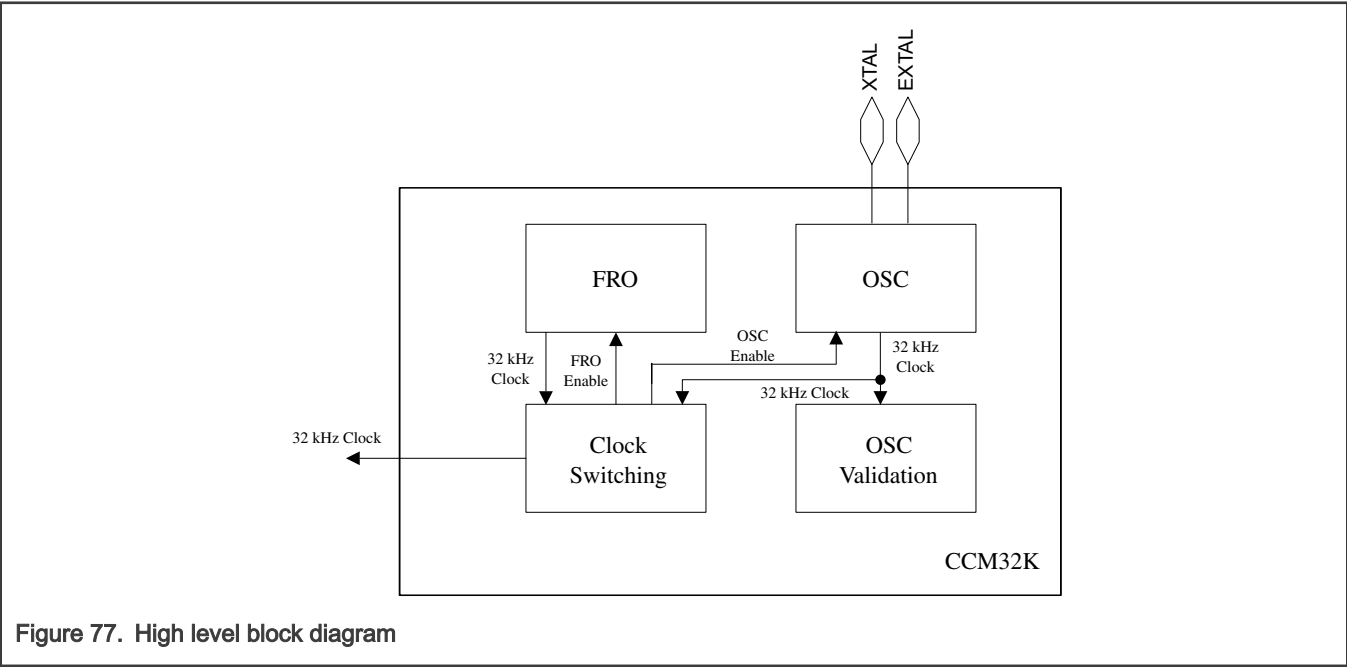 XTAL
EXTAL
FRO
OSC
32 kHz
Clock
FRO
Enable
OSC
Enable
32 kHz
Clock
32 kHz Clock
32 kHz Clock
Clock
Switching
OSC
Validation
CCM32K
Figure 77. High level block diagram